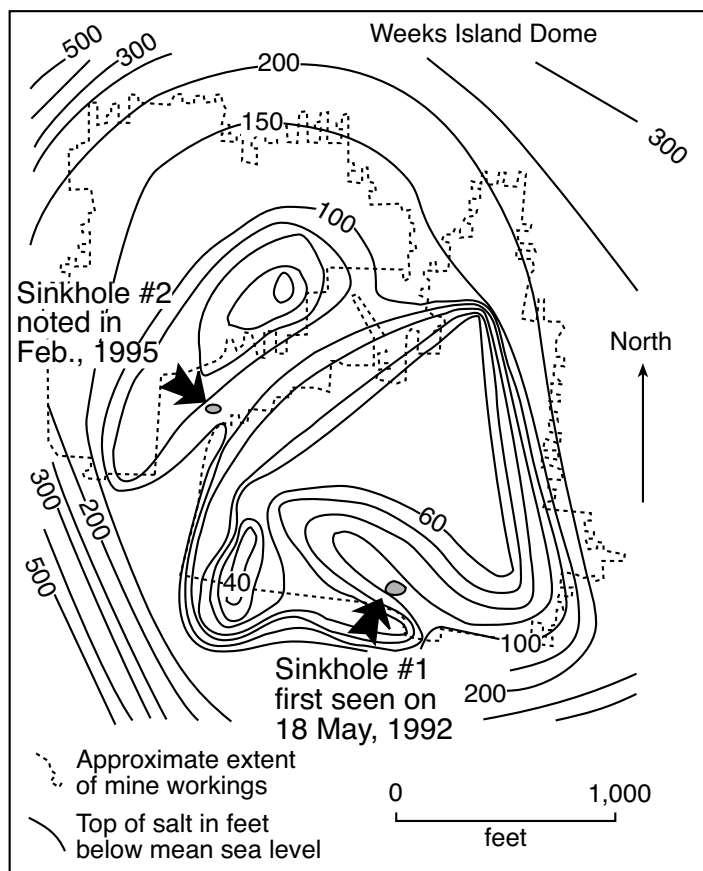 Weeks Island Dome
500
300
200
300
150
100
Sinkhole #2
noted in
Feb., 1995
North
60
300
200
500
40
100
Sinkhole #1
first seen on
18 May, 1992
200
Approximate extent
of mine workings
0
1,000
feet
Top of salt in feet
below mean sea level